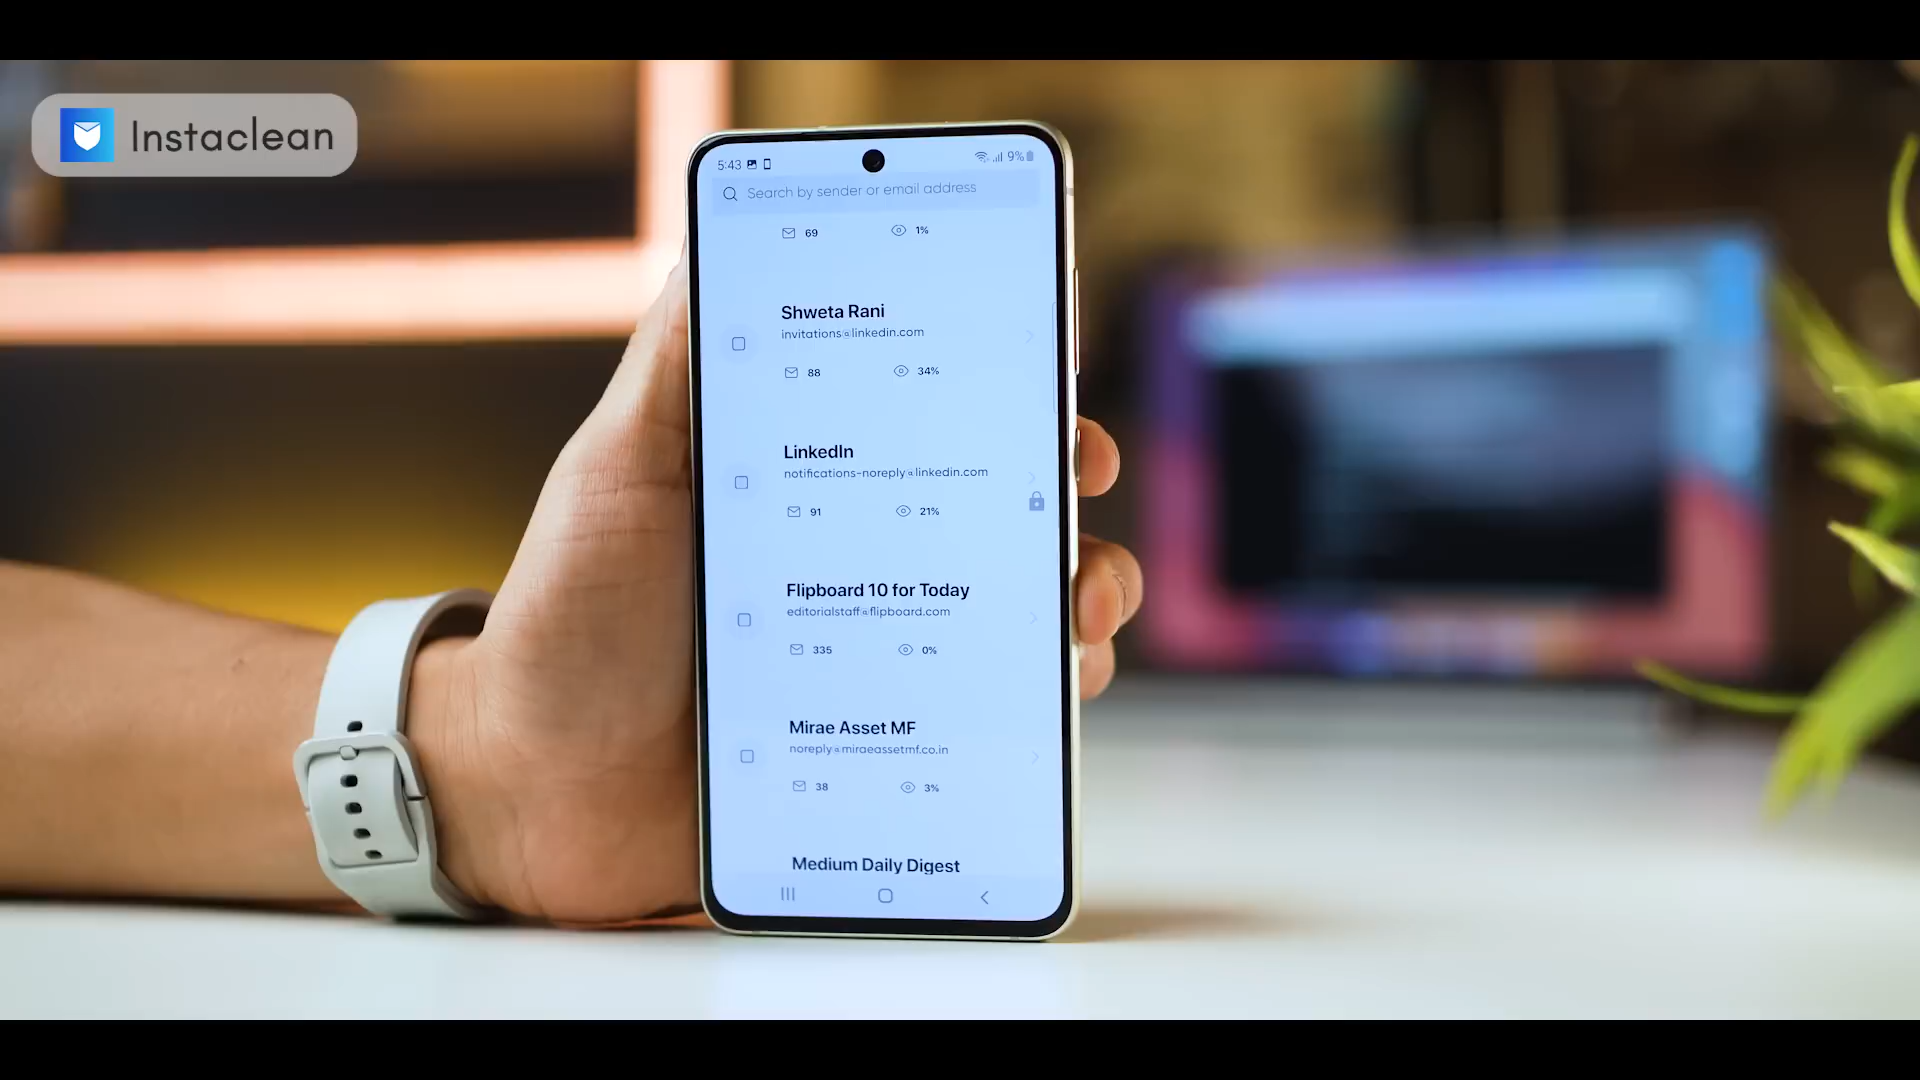 Instaclean
5:43
9%
Search by sender or email address
69 1%
Shweta Rani
invitations@linkedin.com
88 34%
LinkedIn
notifications-noreply@linkedin.com
91 21%
Flipboard 10 for Today
editorialstaff@flipboard.com
335 0%
Mirae Asset MF
noreply@miraeassetmf.co.in
38 3%
Medium Daily Digest